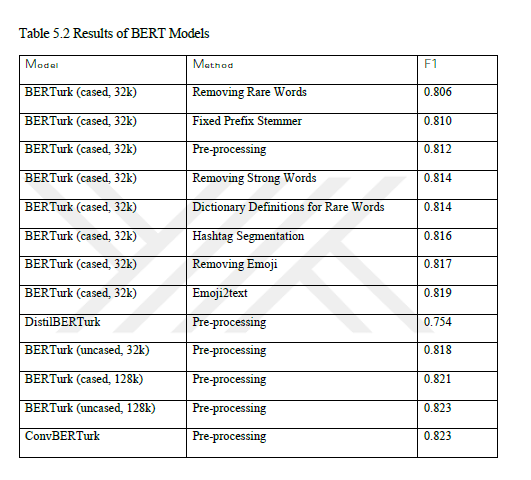 Table 5.2 Results of BERT Models
Model Method F1
BERTurk (cased, 32k) Removing Rare Words 0.806
BERTurk (cased, 32k) Fixed Prefix Stemmer 0.810
BERTurk (cased, 32k) Pre-processing 0.812
BERTurk (cased, 32k) Removing Strong Words 0.814
BERTurk (cased, 32k) Dictionary Definitions for Rare Words 0.814
BERTurk (cased, 32k) Hashtag Segmentation 0.816
BERTurk (cased, 32k) Removing Emoji 0.817
BERTurk (cased, 32k) Emoji2text 0.819
DistilBERTurk Pre-processing 0.754
BERTurk (uncased, 32k) Pre-processing 0.818
BERTurk (cased, 128k) Pre-processing 0.821
BERTurk (uncased, 128k) Pre-processing 0.823
ConvBERTurk Pre-processing 0.823